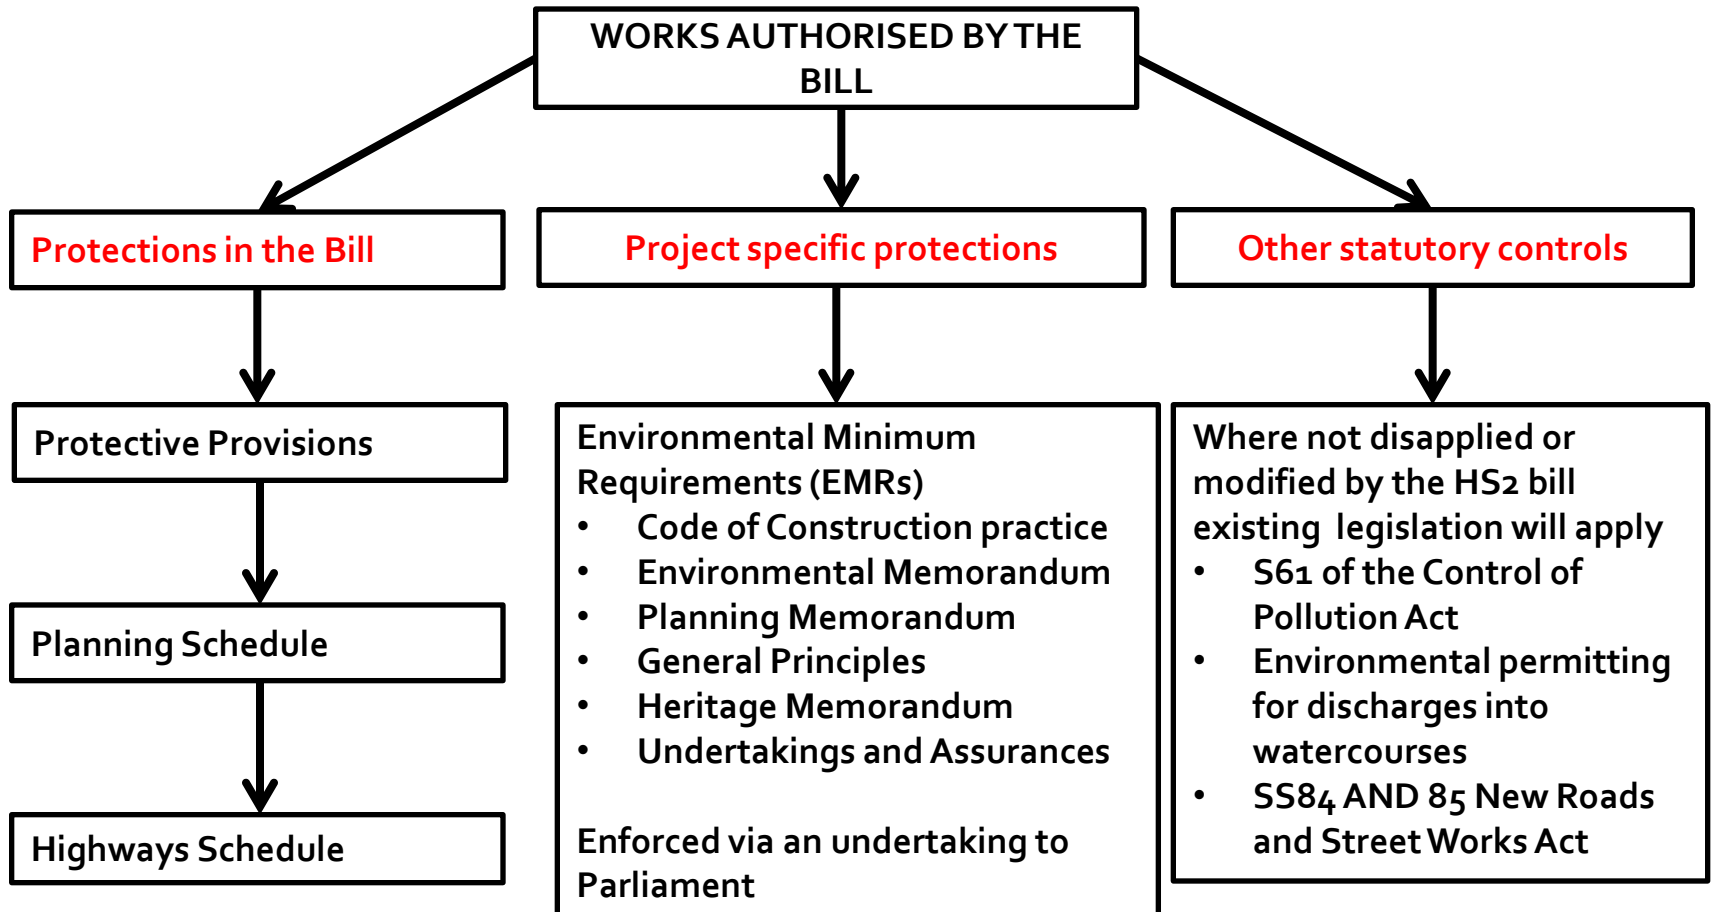 WORKS AUTHORISED BY THE
BILL
Protections in the Bill
Project specific protections
Other statutory controls
Protective Provisions
Planning Schedule
Highways Schedule
Environmental Minimum
Requirements (EMRs)
• Code of Construction practice
• Environmental Memorandum
• Planning Memorandum
• General Principles
• Heritage Memorandum
• Undertakings and Assurances
Enforced via an undertaking to
Parliament
Where not disapplied or
modified by the HS2 bill
existing legislation will apply
• S61 of the Control of
Pollution Act
• Environmental permitting
for discharges into
watercourses
• SS84 AND 85 New Roads
and Street Works Act